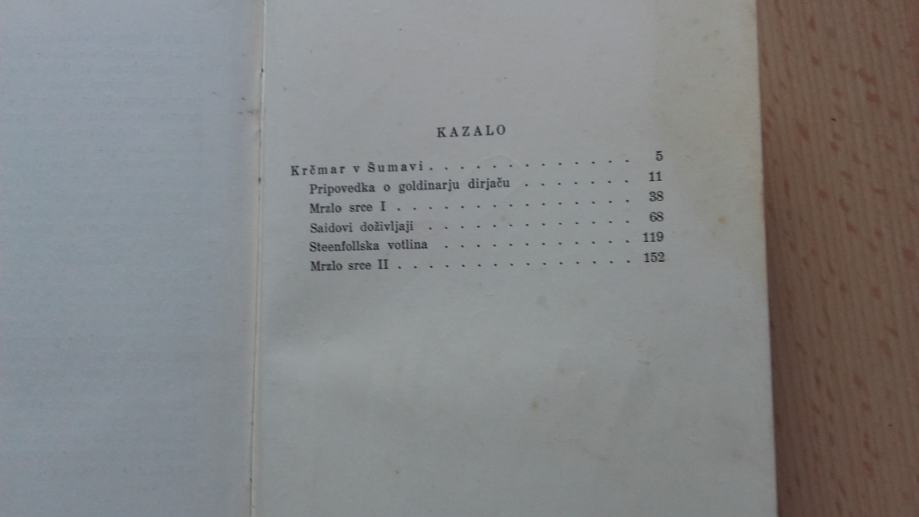 KAZALO
Krčmar v Šumavi . . . . . . . . . . . 5
Pripovedka o goldinarju dirjaču . . . . . . 11
Mrzlo srce I . . . . . . . . . . . . 38
Saidovi doživljaji . . . . . . . . . . . 68
Steenfollska votlina . . . . . . . . . . 119
Mrzlo srce II . . . . . . . . . . . . 152